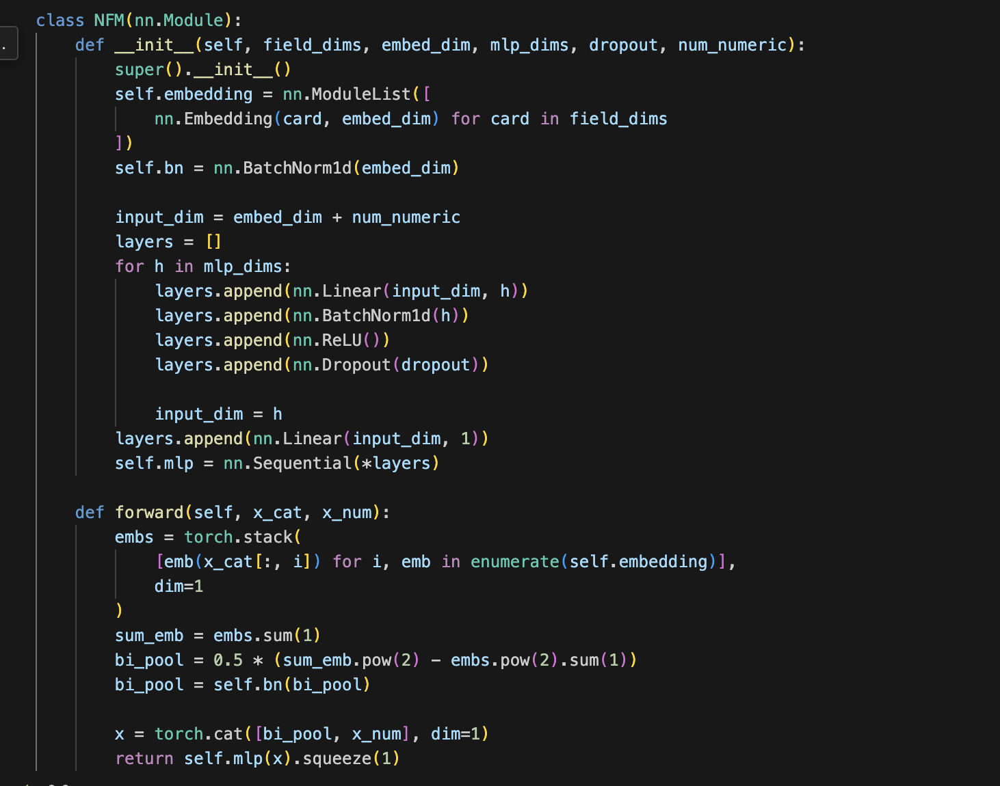 class NFM(nn.Module):
    def __init__(self, field_dims, embed_dim, mlp_dims, dropout, num_numeric):
        super().__init__()
        self.embedding = nn.ModuleList([
            nn.Embedding(card, embed_dim) for card in field_dims
        ])
        self.bn = nn.BatchNorm1d(embed_dim)

        input_dim = embed_dim + num_numeric
        layers = []
        for h in mlp_dims:
            layers.append(nn.Linear(input_dim, h))
            layers.append(nn.BatchNorm1d(h))
            layers.append(nn.ReLU())
            layers.append(nn.Dropout(dropout))

            input_dim = h
        layers.append(nn.Linear(input_dim, 1))
        self.mlp = nn.Sequential(*layers)

    def forward(self, x_cat, x_num):
        embs = torch.stack(
            [emb(x_cat[:, i]) for i, emb in enumerate(self.embedding)],
            dim=1
        )
        sum_emb = embs.sum(1)
        bi_pool = 0.5 * (sum_emb.pow(2) - embs.pow(2).sum(1))
        bi_pool = self.bn(bi_pool)

        x = torch.cat([bi_pool, x_num], dim=1)
        return self.mlp(x).squeeze(1)